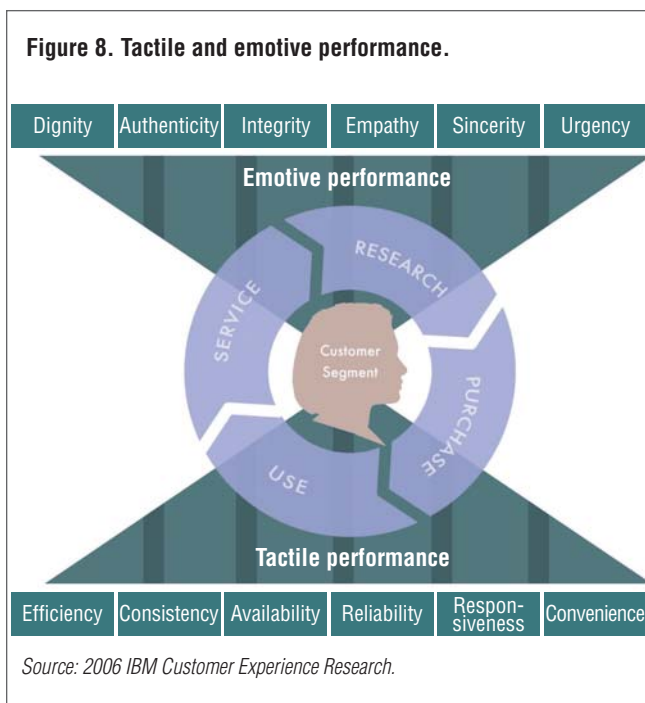 Figure 8. Tactile and emotive performance.
Dignity Authenticity Integrity Empathy Sincerity Urgency
Emotive performance
RESEARCH
SERVICE
Customer
Segment
PURCHASE
USE
Tactile performance
Efficiency Consistency Availability Reliability Respon-
siveness Convenience
Source: 2006 IBM Customer Experience Research.